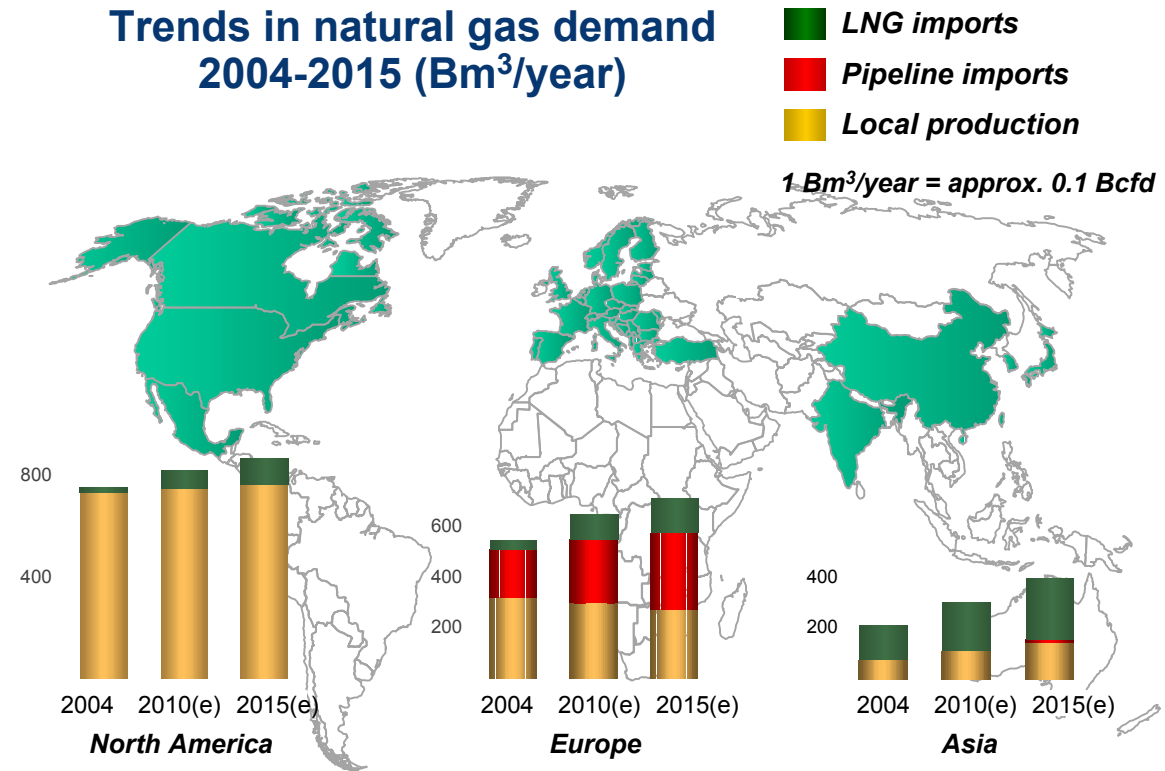 Trends in natural gas demand
2004-2015 (Bm³/year)
LNG imports
Pipeline imports
Local production
1 Bm³/year = approx. 0.1 Bcfd
800
400
2004 2010(e) 2015(e)
North America
600
400
200
2004 2010(e) 2015(e)
Europe
400
200
2004 2010(e) 2015(e)
Asia